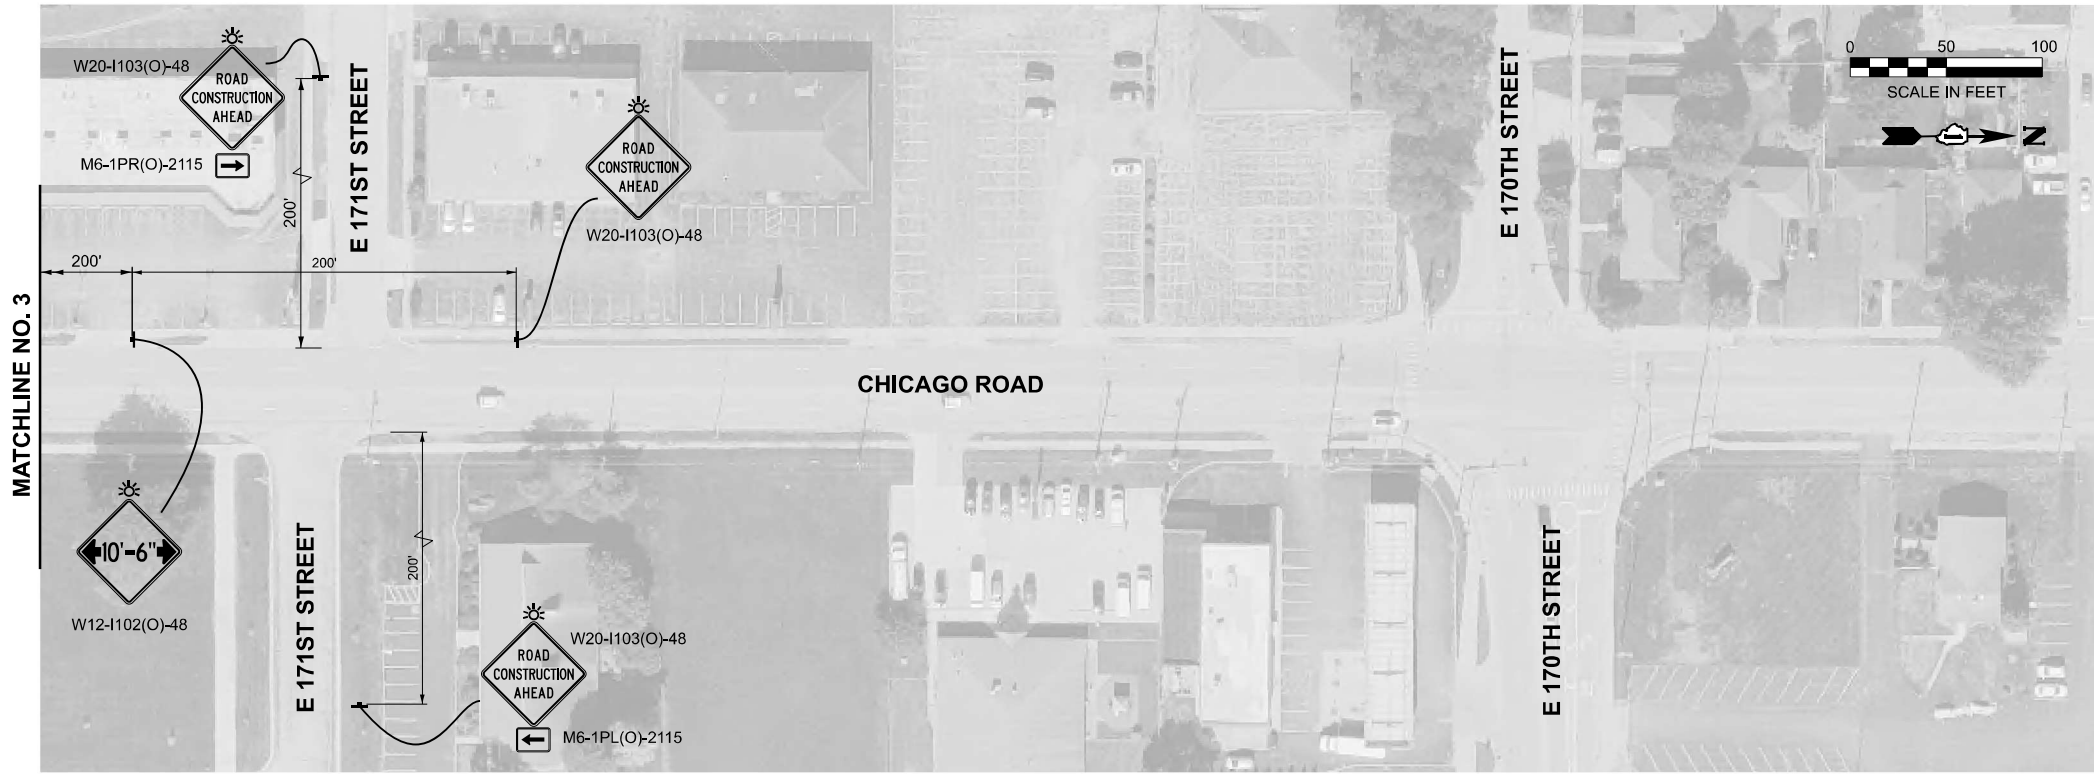 W20-I103(O)-48
ROAD
CONSTRUCTION
AHEAD
M6-1PR(O)-2115
200'
E 171ST STREET
ROAD
CONSTRUCTION
AHEAD
W20-I103(O)-48
E 170TH STREET
0 50 100
SCALE IN FEET
N
200'
200'
MATCHLINE NO. 3
CHICAGO ROAD
10'-6"
W12-I102(O)-48
E 171ST STREET
200'
W20-I103(O)-48
ROAD
CONSTRUCTION
AHEAD
M6-1PL(O)-2115
E 170TH STREET